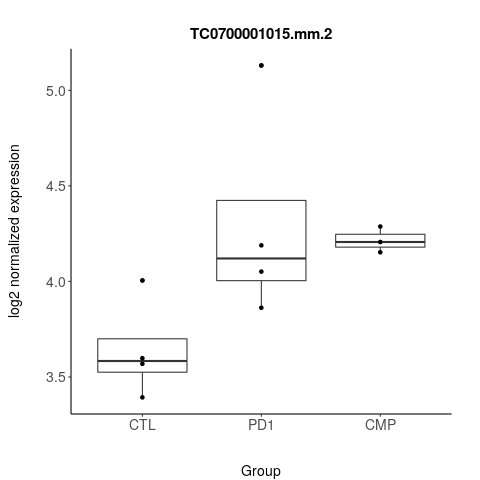 TC0700001015.mm.2
log2 normalized expression
5.0
4.5
4.0
3.5
CTL PD1 CMP
Group